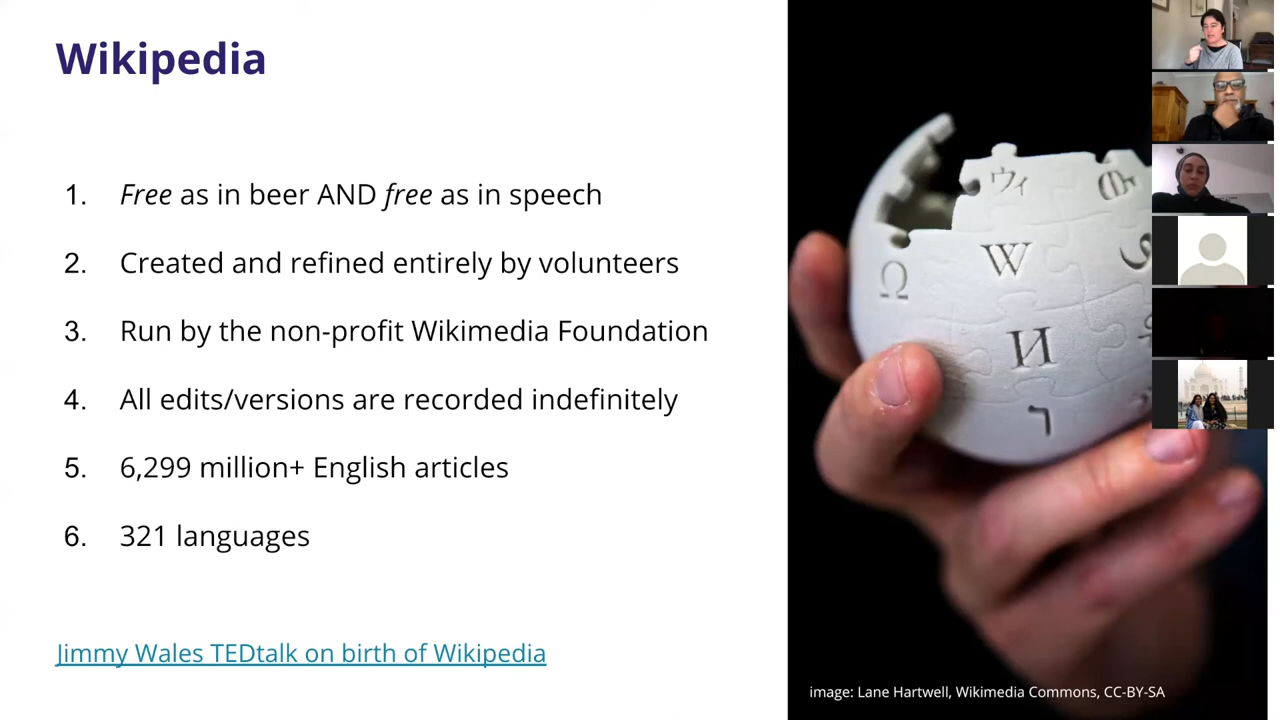 Wikipedia
1. Free as in beer AND free as in speech
2. Created and refined entirely by volunteers
3. Run by the non-profit Wikimedia Foundation
4. All edits/versions are recorded indefinitely
5. 6,299 million+ English articles
6. 321 languages
Jimmy Wales TEDtalk on birth of Wikipedia
ウィ
Ω W
И
image: Lane Hartwell, Wikimedia Commons, CC-BY-SA